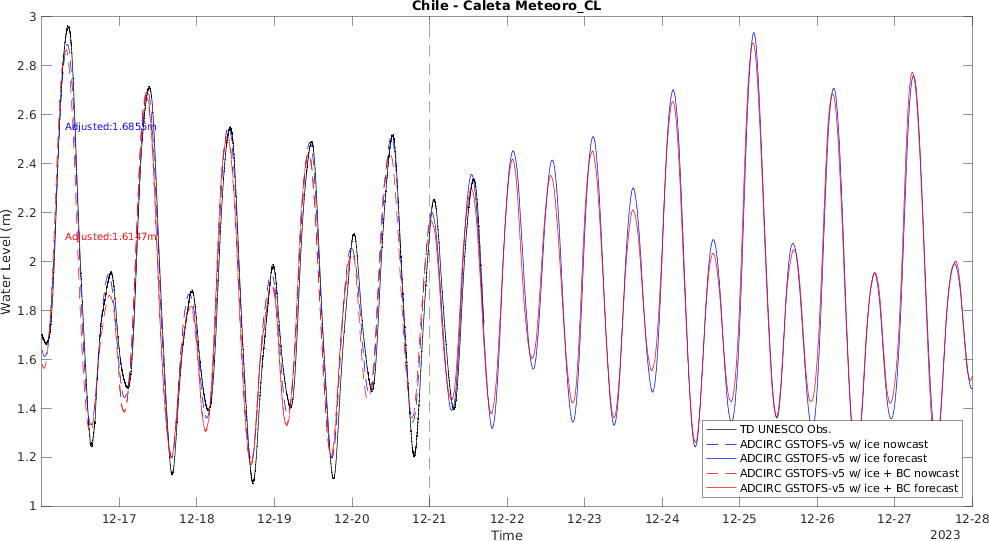 Chile - Caleta Meteoro_CL
3
2.8
2.6
2.4
2.2
2
1.8
1.6
1.4
1.2
1
Water Level (m)
Adjusted:1.6855m
Adjusted:1.6147m
TD UNESCO Obs.
ADCIRC GSTOFS-v5 w/ ice nowcast
ADCIRC GSTOFS-v5 w/ ice forecast
ADCIRC GSTOFS-v5 w/ ice + BC nowcast
ADCIRC GSTOFS-v5 w/ ice + BC forecast
12-17 12-18 12-19 12-20 12-21 12-22 12-23 12-24 12-25 12-26 12-27 12-28
Time
2023